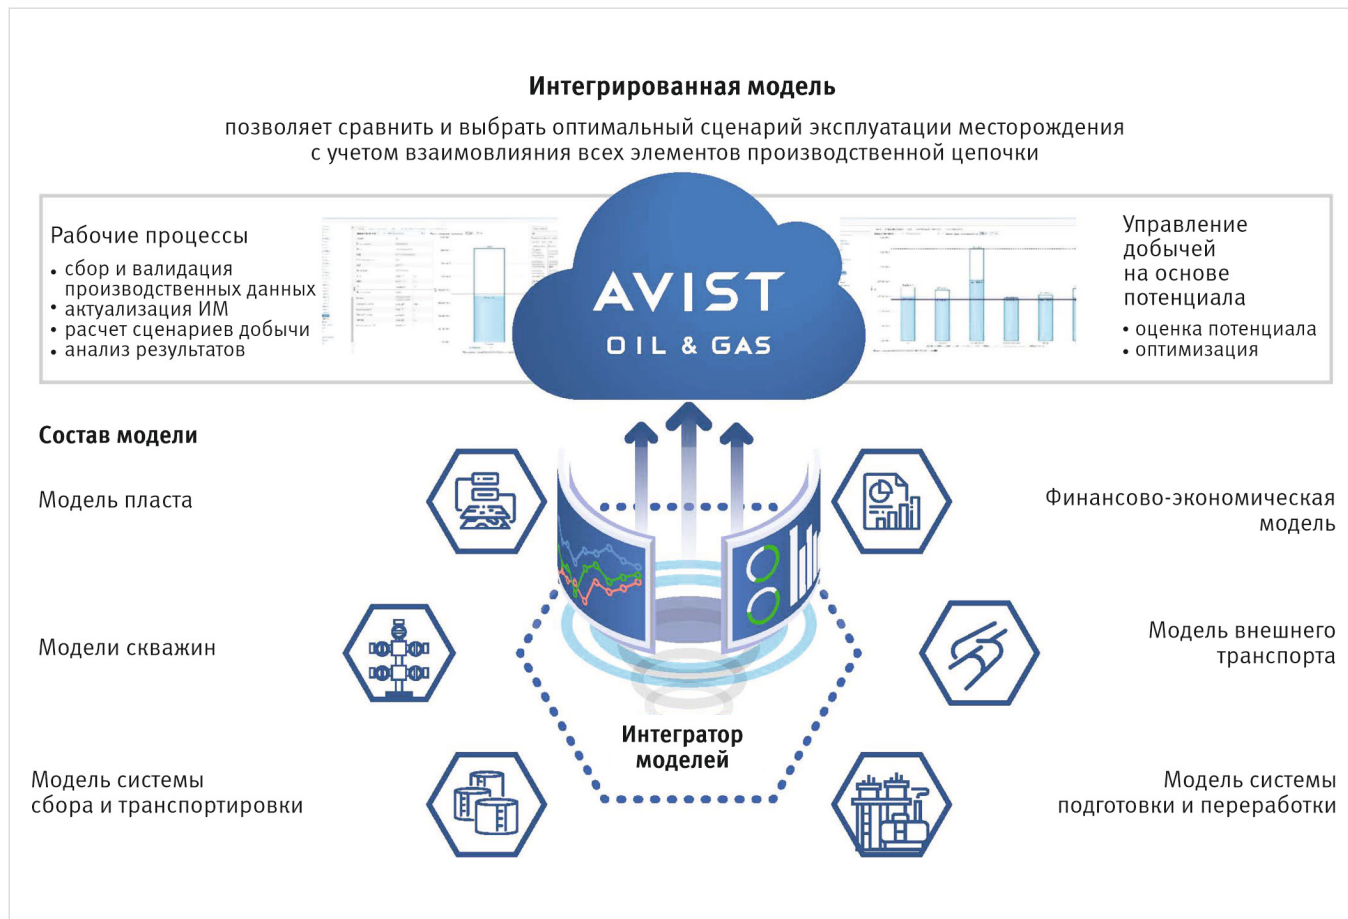 Интегрированная модель
позволяет сравнить и выбрать оптимальный сценарий эксплуатации месторождения
с учетом взаимовлияния всех элементов производственной цепочки
Рабочие процессы
• сбор и валидация
производственных данных
• актуализация ИМ
• расчет сценариев добычи
• анализ результатов
AVIST
OIL & GAS
Управление
добычей
на основе
потенциала
• оценка потенциала
• оптимизация
Состав модели
Модель пласта
Модели скважин
Модель системы
сбора и транспортировки
Интегратор
моделей
Финансово-экономическая
модель
Модель внешнего
транспорта
Модель системы
подготовки и переработки